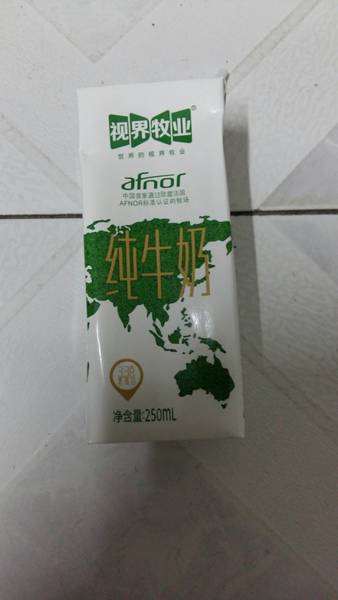 视界牧业
世界的视界牧业
afnor
中国首家通过法国
AFNOR标准认证的牧场
纯牛奶
净含量:250mL